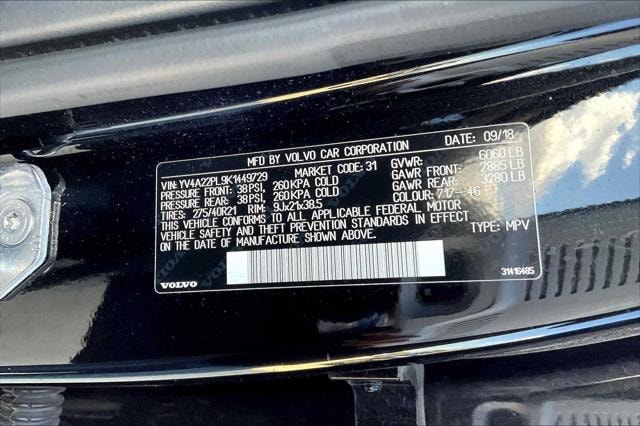 MFD BY VOLVO CAR CORPORATION DATE: 09/18
VIN: YV4A22PL9K1449729 MARKET CODE: 31 GVWR: 6060 LB
PRESSURE FRONT: 38PSI, 260KPA COLD GAWR FRONT: 2885 LB
PRESSURE REAR: 38PSI, 260KPA COLD GAWR REAR: 3280 LB
TIRES: 275/40R21 RIM: 9Jx21x38.5 COLOUR: 717--46
THIS VEHICLE CONFORMS TO ALL APPLICABLE FEDERAL MOTOR
VEHICLE SAFETY AND THEFT PREVENTION STANDARDS IN EFFECT
ON THE DATE OF MANUFACTURE SHOWN ABOVE. TYPE: MPV
VOLVO 31416485